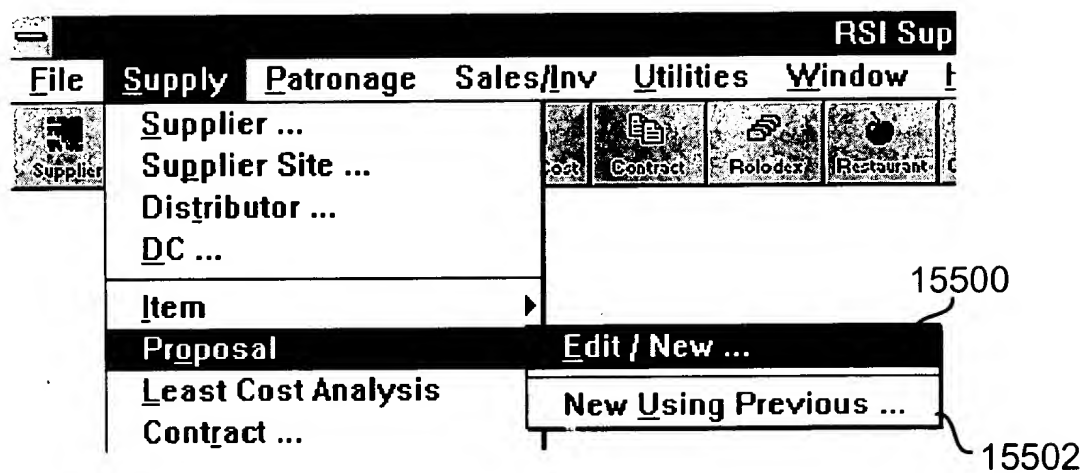 RSI Sup
File Supply Patronage Sales/Inv Utilities Window
Supplier Cost Contract Rolodex Restaurant
Supplier ...
Supplier Site ...
Distributor ...
DC ...
15500
Item
Proposal Edit / New ...
Least Cost Analysis New Using Previous ...
Contract ...
15502